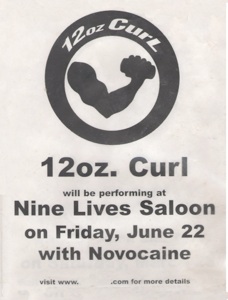 12oz Curl
12oz. Curl
will be performing at
Nine Lives Saloon
on Friday, June 22
with Novocaine
visit www. .com for more details